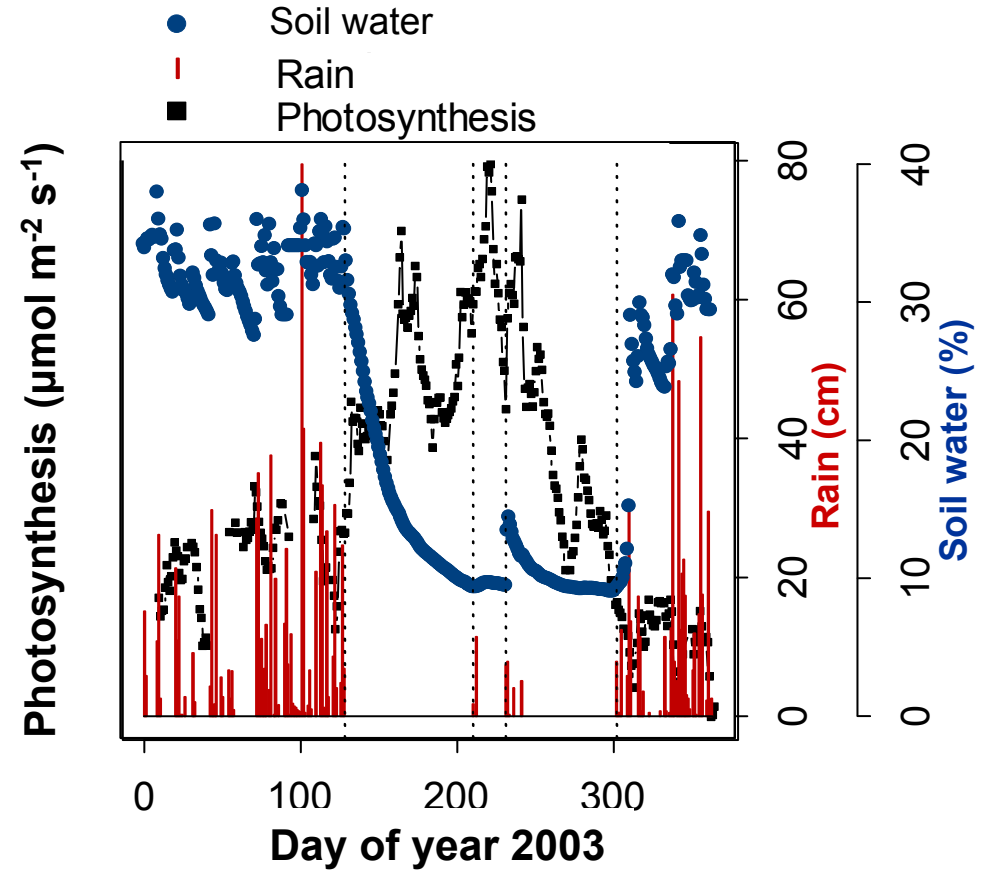 Soil water
Rain
Photosynthesis
Photosynthesis (µmol m-2 s-1)
0
20
40
60
80
Rain (cm)
0
10
20
30
40
Soil water (%)
0 100 200 300
Day of year 2003